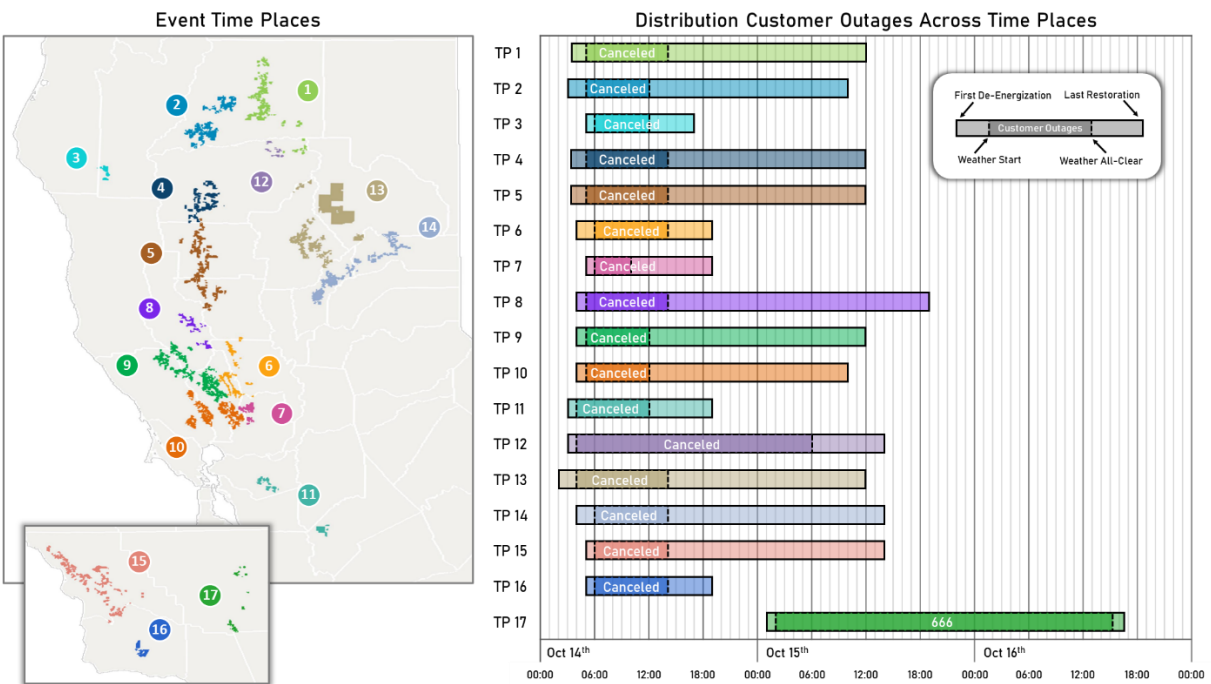 Event Time Places
1
2
3
4
12
13
14
5
8
9
6
7
10
11
15
17
16
Distribution Customer Outages Across Time Places
TP 1 Canceled
TP 2 Canceled
TP 3 Canceled
TP 4 Canceled
TP 5 Canceled
TP 6 Canceled
TP 7 Canceled
TP 8 Canceled
TP 9 Canceled
TP 10 Canceled
TP 11 Canceled
TP 12 Canceled
TP 13 Canceled
TP 14 Canceled
TP 15 Canceled
TP 16 Canceled
TP 17 666
First De-Energization Last Restoration
Customer Outages
Weather Start Weather All-Clear
Oct 14th Oct 15th Oct 16th
00:00 06:00 12:00 18:00 00:00 06:00 12:00 18:00 00:00 06:00 12:00 18:00 00:00